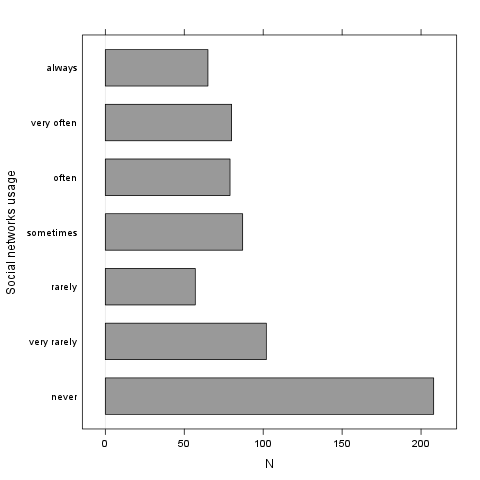 Social networks usage
always
very often
often
sometimes
rarely
very rarely
never
0 50 100 150 200
N